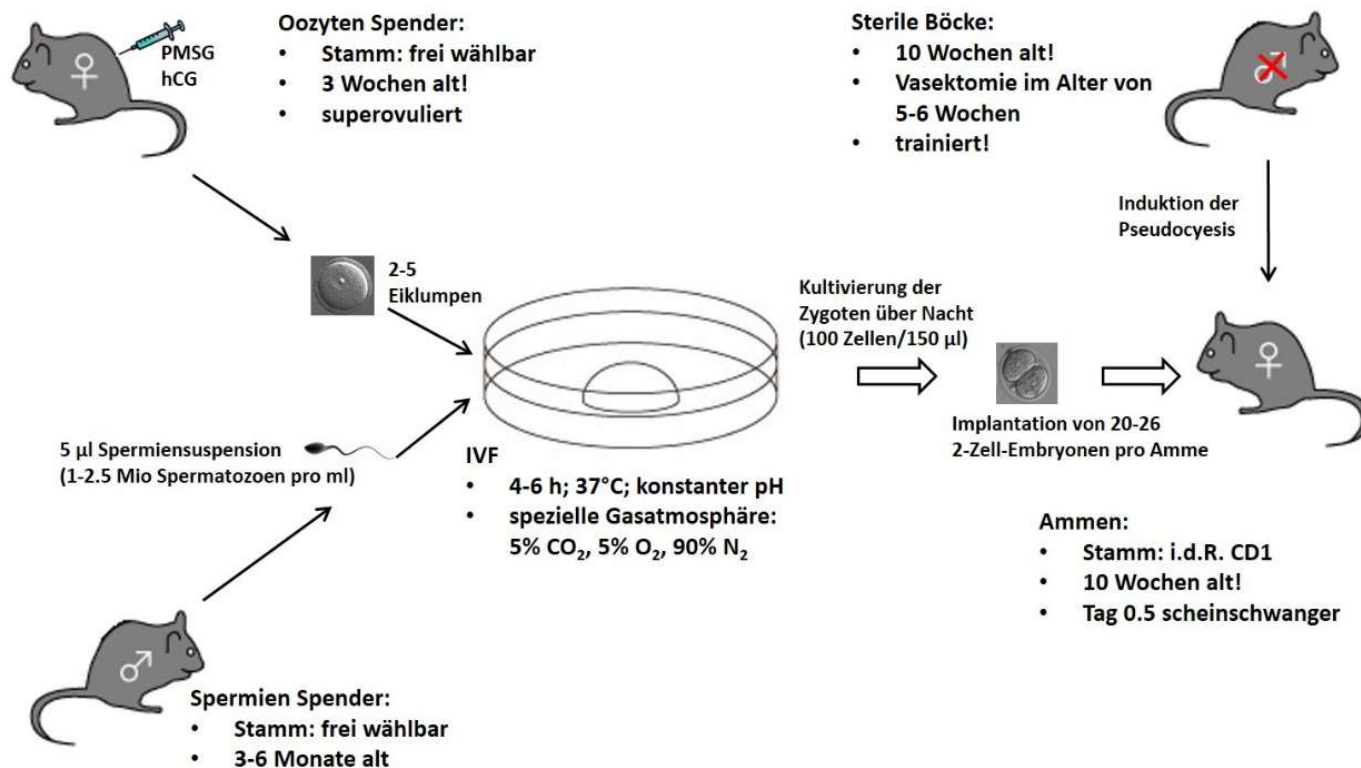 PMSG
hCG
Oozyten Spender:
• Stamm: frei wählbar
• 3 Wochen alt!
• superovuliert
Sterile Böcke:
• 10 Wochen alt!
• Vasektomie im Alter von
5-6 Wochen
• trainiert!
Induktion der
Pseudocyesis
2-5
Eiklumpen
Kultivierung der
Zygoten über Nacht
(100 Zellen/150 µl)
5 µl Spermiensuspension
(1-2.5 Mio Spermatozoen pro ml)
IVF
• 4-6 h; 37°C; konstanter pH
• spezielle Gasatmosphäre:
5% CO₂, 5% O₂, 90% N₂
Implantation von 20-26
2-Zell-Embryonen pro Amme
Ammen:
• Stamm: i.d.R. CD1
• 10 Wochen alt!
• Tag 0.5 scheinschwanger
Spermien Spender:
• Stamm: frei wählbar
• 3-6 Monate alt